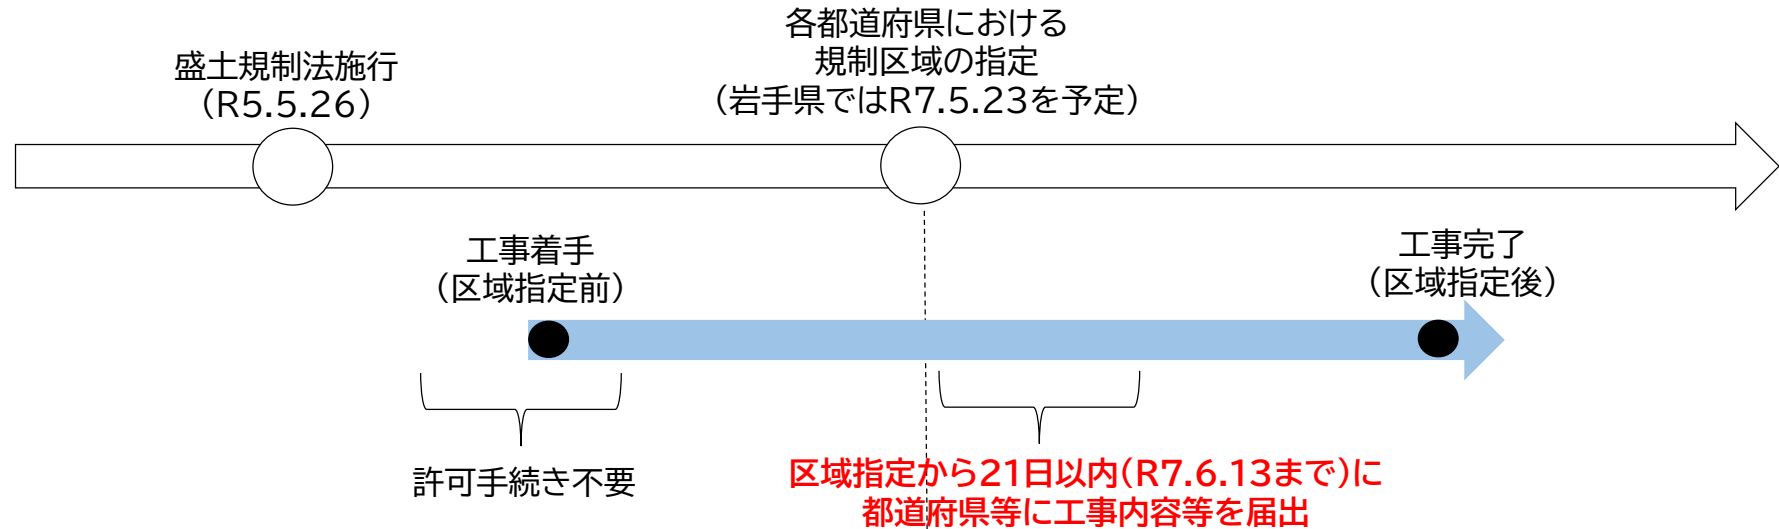 各都道府県における
規制区域の指定
（岩手県ではR7.5.23を予定）
盛土規制法施行
（R5.5.26）
工事着手
（区域指定前）
工事完了
（区域指定後）
許可手続き不要
区域指定から21日以内（R7.6.13まで）に
都道府県等に工事内容等を届出